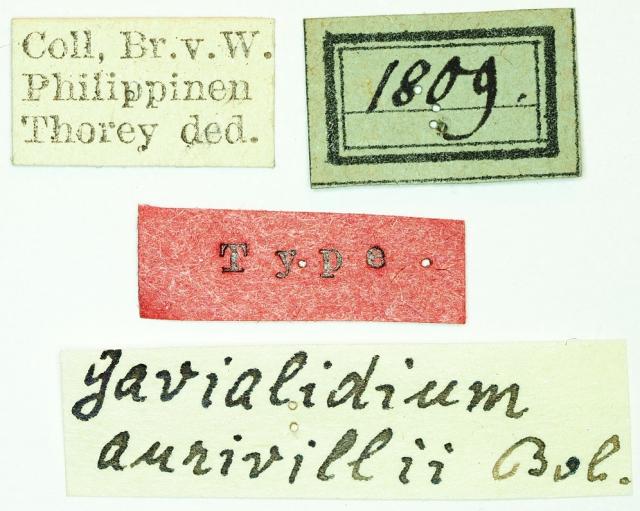 Coll, Br.v.W.
Philippinen
Thorey ded.
1809.
Type
Gavialidium
aurivillii Bol.